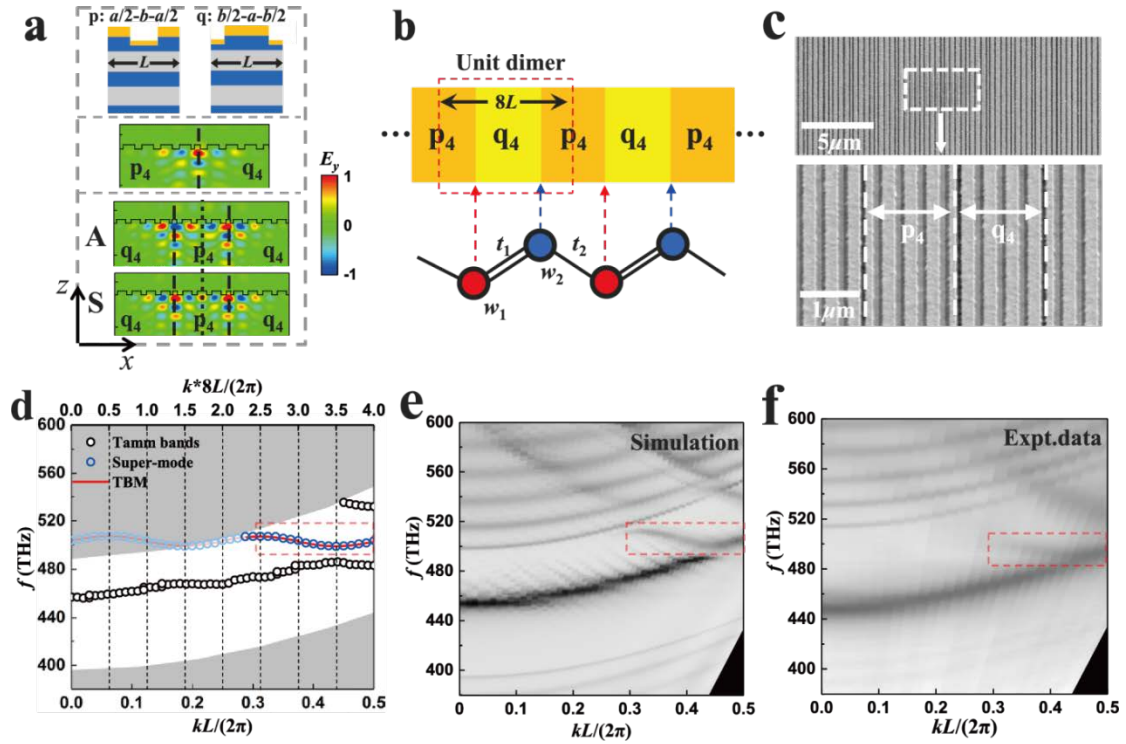 a
p: a/2-b-a/2
q: b/2-a-b/2
L
L
p₄
q₄
E_y
1
0
-1
A
q₄
p₄
q₄
S
q₄
p₄
q₄
z
x
b
Unit dimer
8L
...
p₄
q₄
p₄
q₄
p₄
...
t₁
t₂
w₂
w₁
c
5μm
p₄
q₄
1μm
d
k*8L/(2π)
0.0 0.5 1.0 1.5 2.0 2.5 3.0 3.5 4.0
600
560
520
480
440
400
f (THz)
Tamm bands
Super-mode
TBM
0.0 0.1 0.2 0.3 0.4 0.5
kL/(2π)
e
Simulation
600
560
520
480
440
400
f (THz)
0.0 0.1 0.2 0.3 0.4 0.5
kL/(2π)
f
Expt.data
600
560
520
480
440
400
f (THz)
0 0.1 0.2 0.3 0.4 0.5
kL/(2π)